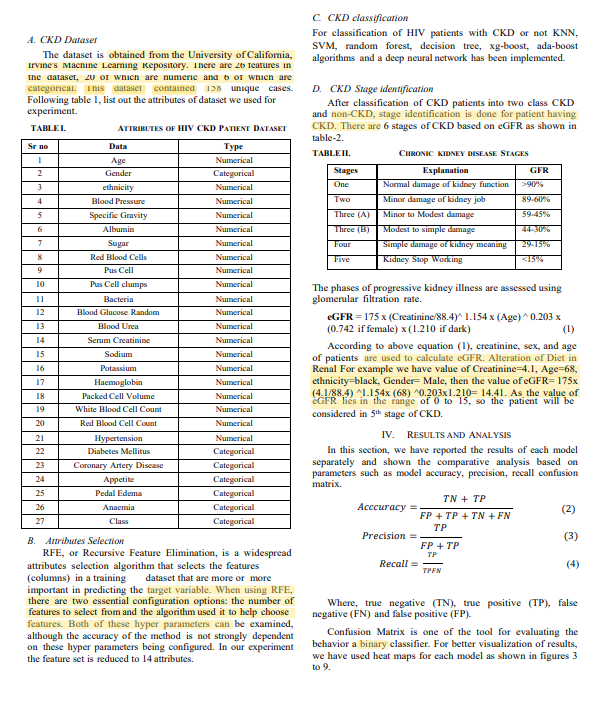 A. CKD Dataset
The dataset is obtained from the University of California,
Irvine's Machine Learning Repository. There are 26 features in
the dataset, 20 of which are numeric and 6 of which are
categorical. This dataset contained 158 unique cases.
Following table 1, list out the attributes of dataset we used for
experiment.
TABLE I. ATTRIBUTES OF HIV CKD PATIENT DATASET
Sr no Data Type
1 Age Numerical
2 Gender Categorical
3 ethnicity Numerical
4 Blood Pressure Numerical
5 Specific Gravity Numerical
6 Albumin Numerical
7 Sugar Numerical
8 Red Blood Cells Numerical
9 Pus Cell Numerical
10 Pus Cell clumps Numerical
11 Bacteria Numerical
12 Blood Glucose Random Numerical
13 Blood Urea Numerical
14 Serum Creatinine Numerical
15 Sodium Numerical
16 Potassium Numerical
17 Haemoglobin Numerical
18 Packed Cell Volume Numerical
19 White Blood Cell Count Numerical
20 Red Blood Cell Count Numerical
21 Hypertension Numerical
22 Diabetes Mellitus Categorical
23 Coronary Artery Disease Categorical
24 Appetite Categorical
25 Pedal Edema Categorical
26 Anaemia Categorical
27 Class Categorical
B. Attributes Selection
RFE, or Recursive Feature Elimination, is a widespread
attributes selection algorithm that selects the features
(columns) in a training dataset that are more or more
important in predicting the target variable. When using RFE,
there are two essential configuration options: the number of
features to select from and the algorithm used it to help choose
features. Both of these hyper parameters can be examined,
although the accuracy of the method is not strongly dependent
on these hyper parameters being configured. In our experiment
the feature set is reduced to 14 attributes.
C. CKD classification
For classification of HIV patients with CKD or not KNN,
SVM, random forest, decision tree, xg-boost, ada-boost
algorithms and a deep neural network has been implemented.
D. CKD Stage identification
After classification of CKD patients into two class CKD
and non-CKD, stage identification is done for patient having
CKD. There are 6 stages of CKD based on eGFR as shown in
table-2.
TABLE II. CHRONIC KIDNEY DISEASE STAGES
Stages Explanation GFR
One Normal damage of kidney function >90%
Two Minor damage of kidney job 89-60%
Three (A) Minor to Modest damage 59-45%
Three (B) Modest to simple damage 44-30%
Four Simple damage of kidney meaning 29-15%
Five Kidney Stop Working <15%
The phases of progressive kidney illness are assessed using
glomerular filtration rate.
eGFR = 175 x (Creatinine/88.4)^ 1.154 x (Age) ^ 0.203 x
(0.742 if female) x (1.210 if dark) (1)
According to above equation (1), creatinine, sex, and age
of patients are used to calculate eGFR. Alteration of Diet in
Renal For example we have value of Creatinine=4.1, Age=68,
ethnicity=black, Gender= Male, then the value of eGFR= 175x
(4.1/88.4) ^1.154x (68) ^0.203x1.210= 14.41. As the value of
eGFR lies in the range of 0 to 15, so the patient will be
considered in 5th stage of CKD.
IV. RESULTS AND ANALYSIS
In this section, we have reported the results of each model
separately and shown the comparative analysis based on
parameters such as model accuracy, precision, recall confusion
matrix.
Acccuracy = TN + TP / FP + TP + TN + FN (2)
Precision = TP / FP + TP (3)
Recall = TP / TPFN (4)
Where, true negative (TN), true positive (TP), false
negative (FN) and false positive (FP).
Confusion Matrix is one of the tool for evaluating the
behavior a binary classifier. For better visualization of results,
we have used heat maps for each model as shown in figures 3
to 9.